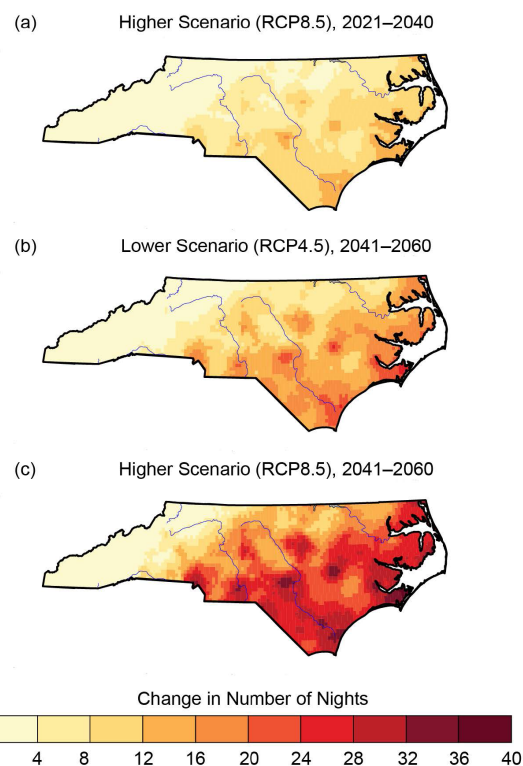 (a) Higher Scenario (RCP8.5), 2021–2040
(b) Lower Scenario (RCP4.5), 2041–2060
(c) Higher Scenario (RCP8.5), 2041–2060
Change in Number of Nights
4 8 12 16 20 24 28 32 36 40